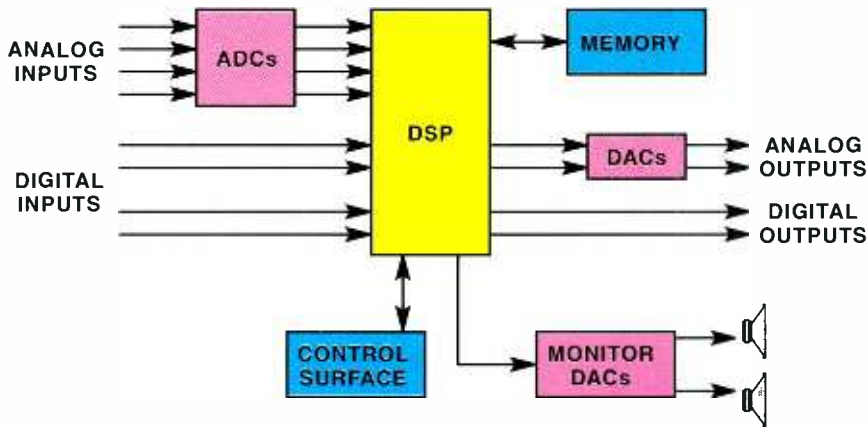 ANALOG
INPUTS
ADCs
MEMORY
DSP
DACs
ANALOG
OUTPUTS
DIGITAL
INPUTS
DIGITAL
OUTPUTS
CONTROL
SURFACE
MONITOR
DACs